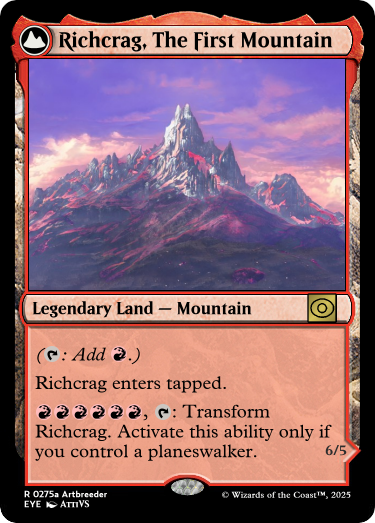 Richcrag, The First Mountain
Legendary Land — Mountain
(: Add .)
Richcrag enters tapped.
, : Transform
Richcrag. Activate this ability only if
you control a planeswalker.
6/5
R 0275a Artbreeder
EYE AttiVS
© Wizards of the Coast™, 2025